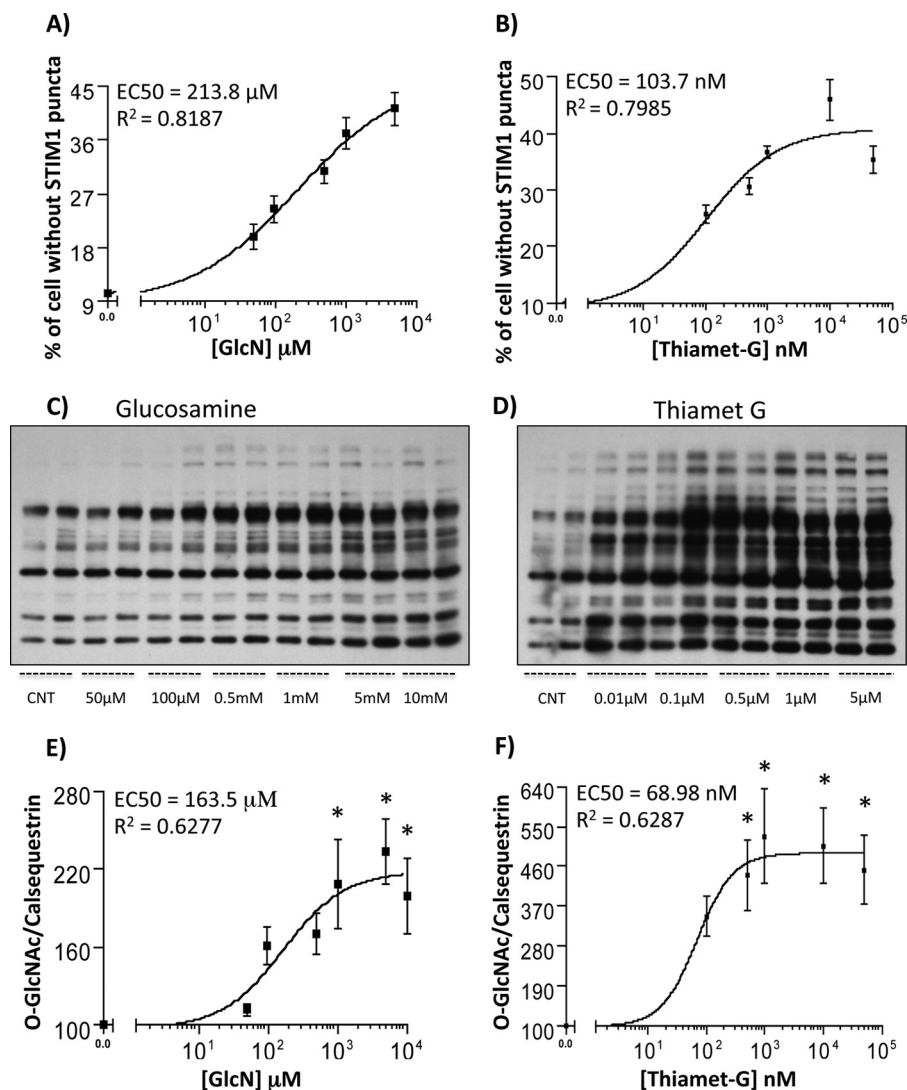 A)
EC50 = 213.8 μM
R² = 0.8187
% of cell without STIM1 puncta
45
36
27
18
9
0.0
10¹ 10² 10³ 10⁴
[GlcN] μM
B)
EC50 = 103.7 nM
R² = 0.7985
% of cell without STIM1 puncta
50
40
30
20
10
0.0
10¹ 10² 10³ 10⁴ 10⁵
[Thiamet-G] nM
C) Glucosamine
CNT 50μM 100μM 0.5mM 1mM 5mM 10mM
D) Thiamet G
CNT 0.01μM 0.1μM 0.5μM 1μM 5μM
E)
EC50 = 163.5 μM
R² = 0.6277
O-GlcNAc/Calsequestrin
280
220
160
100
* * *
0.0
10¹ 10² 10³ 10⁴
[GlcN] μM
F)
EC50 = 68.98 nM
R² = 0.6287
O-GlcNAc/Calsequestrin
640
550
460
370
280
190
100
* * * *
0.0
10¹ 10² 10³ 10⁴ 10⁵
[Thiamet-G] nM